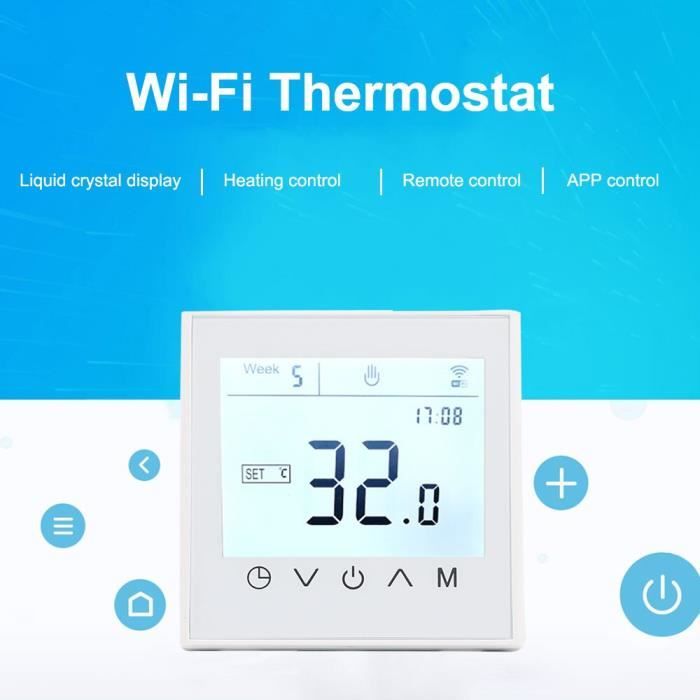 Wi-Fi Thermostat
Liquid crystal display | Heating control | Remote control | APP control
Week 5
17:08
SET °C 32.0
M